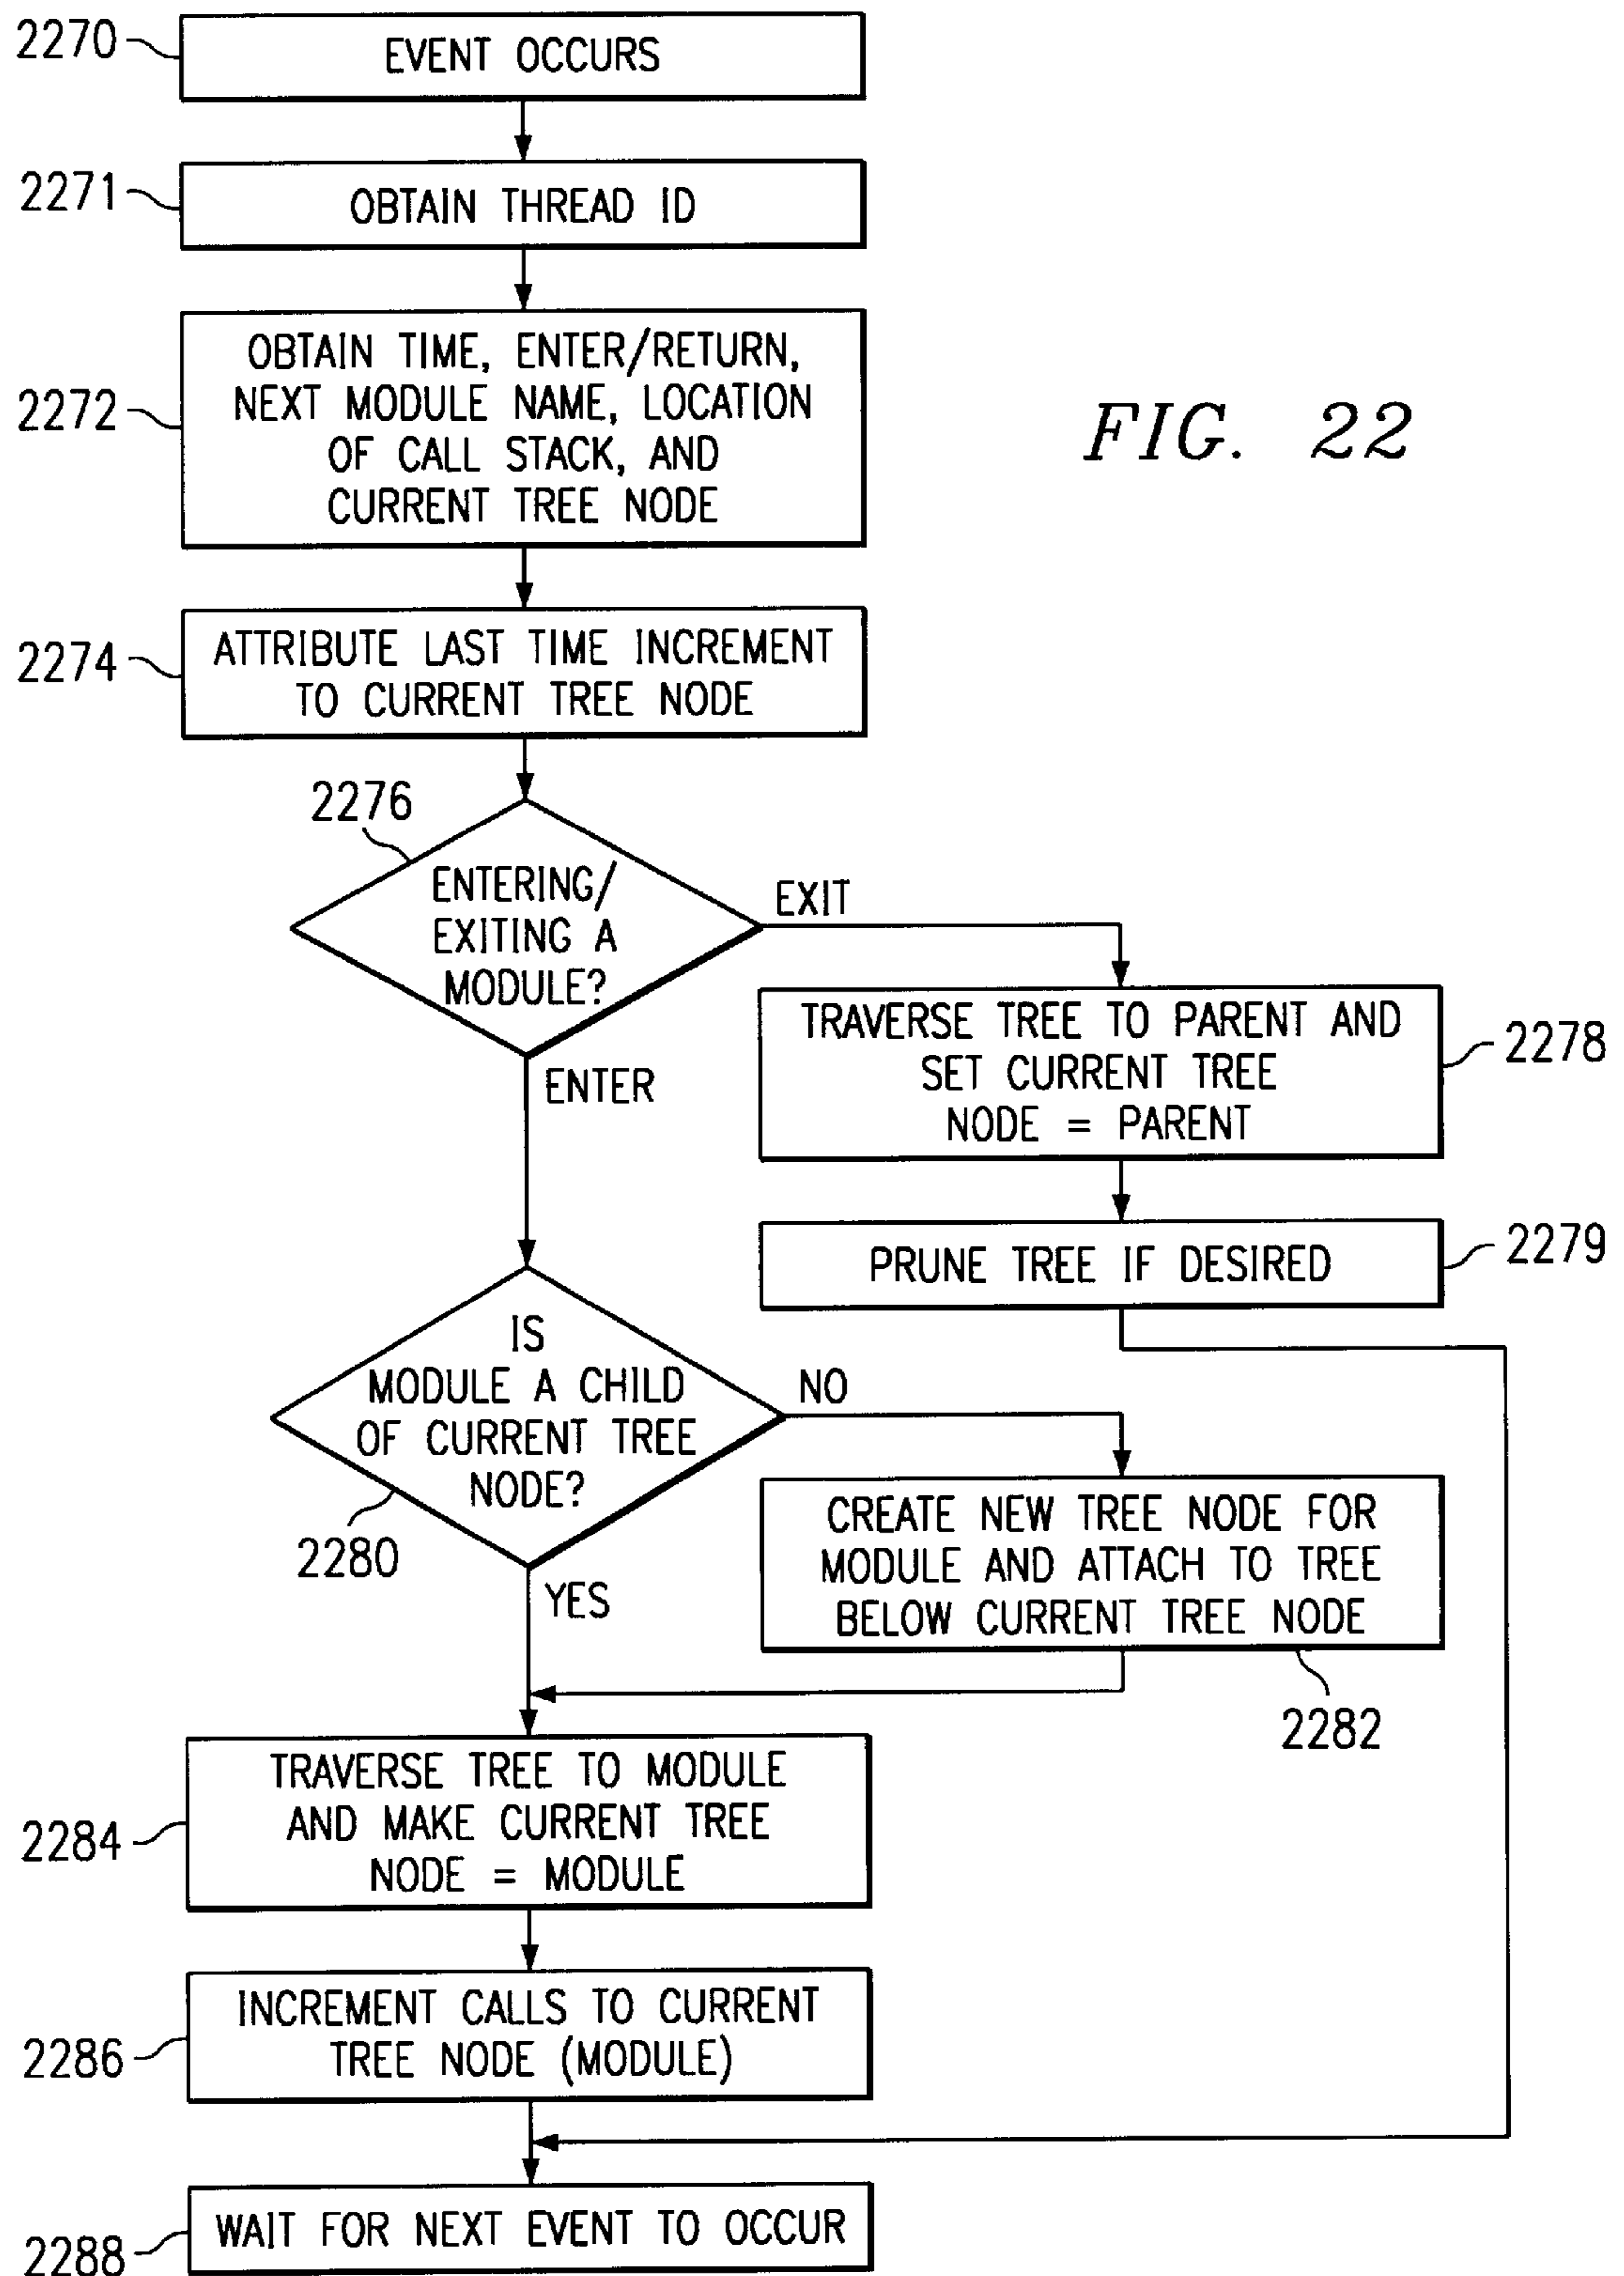 2270
EVENT OCCURS
2271
OBTAIN THREAD ID
2272
OBTAIN TIME, ENTER/RETURN,
NEXT MODULE NAME, LOCATION
OF CALL STACK, AND
CURRENT TREE NODE
FIG. 22
2274
ATTRIBUTE LAST TIME INCREMENT
TO CURRENT TREE NODE
2276
ENTERING/
EXITING A
MODULE?
EXIT
ENTER
TRAVERSE TREE TO PARENT AND
SET CURRENT TREE
NODE = PARENT
2278
PRUNE TREE IF DESIRED
2279
IS
MODULE A CHILD
OF CURRENT TREE
NODE?
NO
2280
YES
CREATE NEW TREE NODE FOR
MODULE AND ATTACH TO TREE
BELOW CURRENT TREE NODE
2282
2284
TRAVERSE TREE TO MODULE
AND MAKE CURRENT TREE
NODE = MODULE
2286
INCREMENT CALLS TO CURRENT
TREE NODE (MODULE)
2288
WAIT FOR NEXT EVENT TO OCCUR